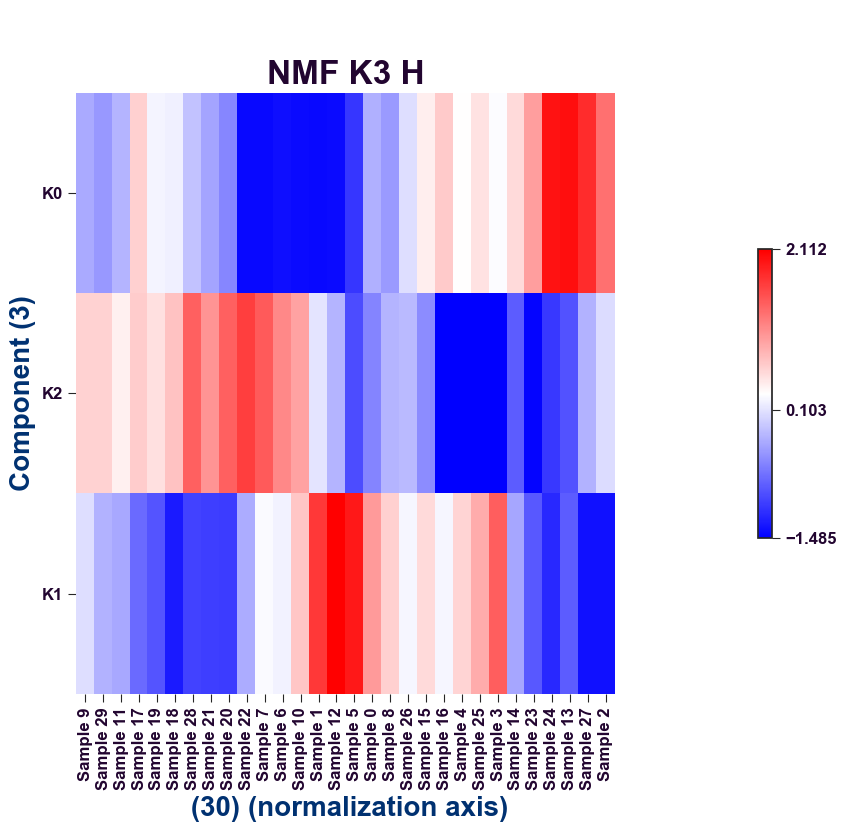 NMF K3 H
K0
K2
K1
Component (3)
2.112
0.103
−1.485
Sample 9
Sample 29
Sample 11
Sample 17
Sample 19
Sample 18
Sample 28
Sample 21
Sample 20
Sample 22
Sample 7
Sample 6
Sample 10
Sample 1
Sample 12
Sample 5
Sample 0
Sample 8
Sample 26
Sample 15
Sample 16
Sample 4
Sample 25
Sample 3
Sample 14
Sample 23
Sample 24
Sample 13
Sample 27
Sample 2
(30) (normalization axis)